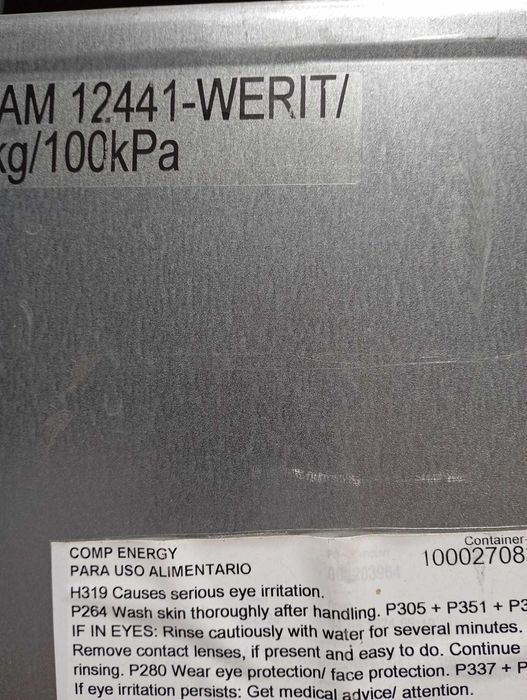 AM 12441-WERIT/
kg/100kPa
COMP ENERGY
PARA USO ALIMENTARIO
Container-
10002708
H319 Causes serious eye irritation.
P264 Wash skin thoroughly after handling. P305 + P351 + P3
IF IN EYES: Rinse cautiously with water for several minutes.
Remove contact lenses, if present and easy to do. Continue
rinsing. P280 Wear eye protection/ face protection. P337 + P
If eye irritation persists: Get medical advice/ attention.